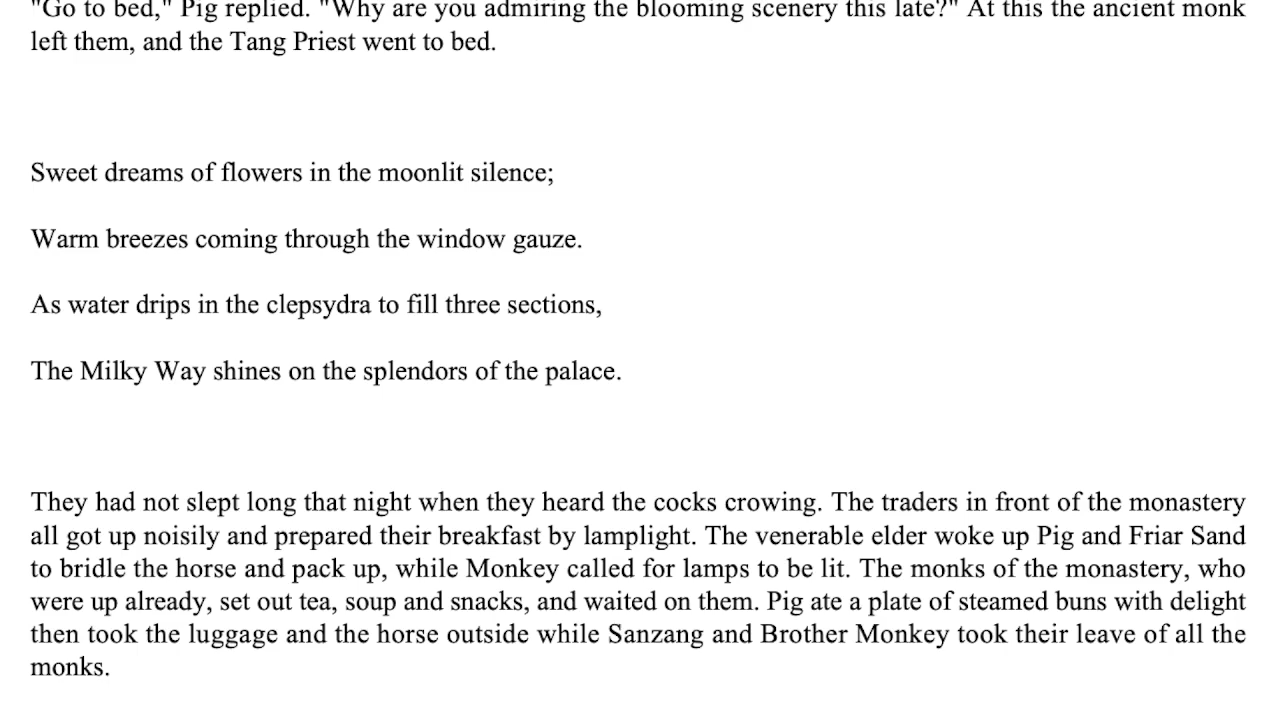 "Go to bed," Pig replied. "Why are you admiring the blooming scenery this late?" At this the ancient monk
left them, and the Tang Priest went to bed.
Sweet dreams of flowers in the moonlit silence;
Warm breezes coming through the window gauze.
As water drips in the clepsydra to fill three sections,
The Milky Way shines on the splendors of the palace.
They had not slept long that night when they heard the cocks crowing. The traders in front of the monastery
all got up noisily and prepared their breakfast by lamplight. The venerable elder woke up Pig and Friar Sand
to bridle the horse and pack up, while Monkey called for lamps to be lit. The monks of the monastery, who
were up already, set out tea, soup and snacks, and waited on them. Pig ate a plate of steamed buns with delight
then took the luggage and the horse outside while Sanzang and Brother Monkey took their leave of all the
monks.